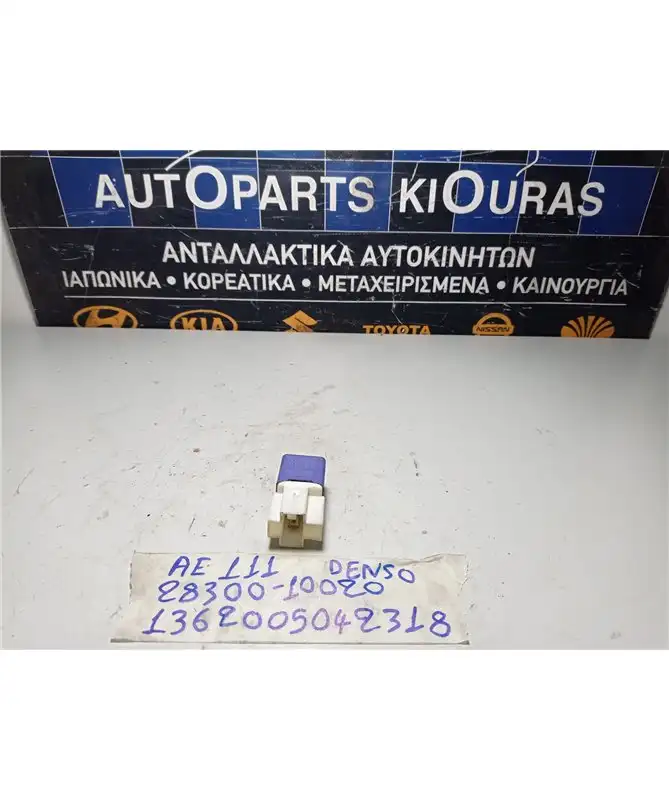 AUTOPARTS KIOURAS
ΑΝΤΑΛΛΑΚΤΙΚΑ ΑΥΤΟΚΙΝΗΤΩΝ
ΙΑΠΩΝΙΚΑ • ΚΟΡΕΑΤΙΚΑ • ΜΕΤΑΧΕΙΡΙΣΜΕΝΑ • ΚΑΙΝΟΥΡΓΙΑ
KIA TOYOTA NISSAN
AE 111 DENSO
28300-10020
1362005042318